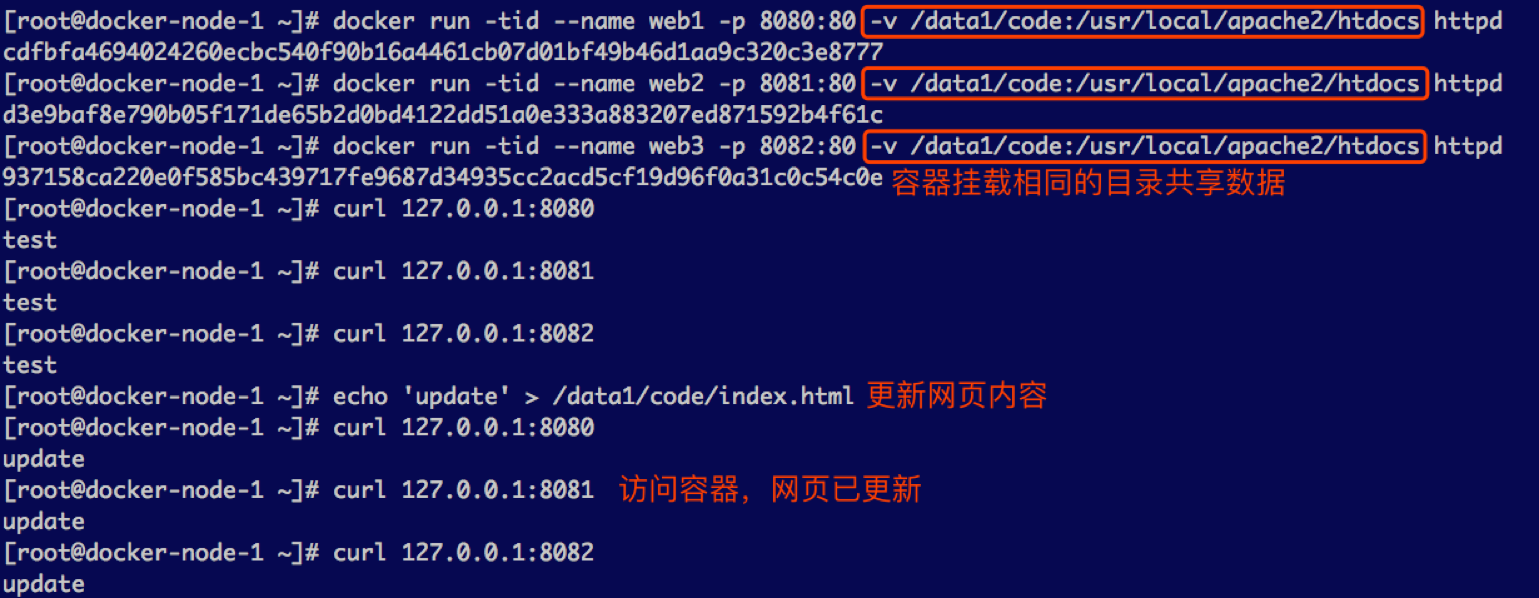 [root@docker-node-1 ~]# docker run -tid --name web1 -p 8080:80 -v /data1/code:/usr/local/apache2/htdocs httpd
cdfbfa4694024260ecbc540f90b16a4461cb07d01bf49b46d1aa9c320c3e8777
[root@docker-node-1 ~]# docker run -tid --name web2 -p 8081:80 -v /data1/code:/usr/local/apache2/htdocs httpd
d3e9baf8e790b05f171de65b2d0bd4122dd51a0e333a883207ed871592b4f61c
[root@docker-node-1 ~]# docker run -tid --name web3 -p 8082:80 -v /data1/code:/usr/local/apache2/htdocs httpd
937158ca220e0f585bc439717fe9687d34935cc2acd5cf19d96f0a31c0c54c0e 容器挂载相同的目录共享数据
[root@docker-node-1 ~]# curl 127.0.0.1:8080
test
[root@docker-node-1 ~]# curl 127.0.0.1:8081
test
[root@docker-node-1 ~]# curl 127.0.0.1:8082
test
[root@docker-node-1 ~]# echo 'update' > /data1/code/index.html 更新网页内容
[root@docker-node-1 ~]# curl 127.0.0.1:8080
update
[root@docker-node-1 ~]# curl 127.0.0.1:8081 访问容器，网页已更新
update
[root@docker-node-1 ~]# curl 127.0.0.1:8082
update